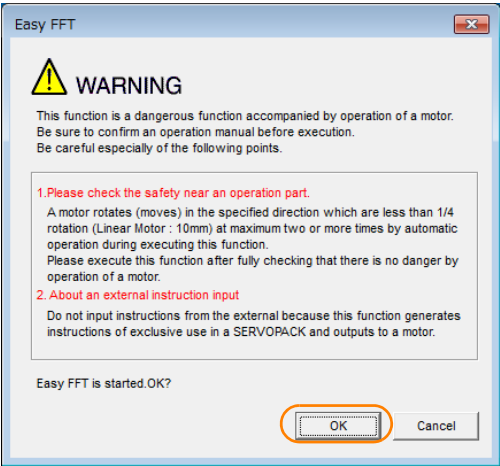 Easy FFT
WARNING
This function is a dangerous function accompanied by operation of a motor.
Be sure to confirm an operation manual before execution.
Be careful especially of the following points.
1.Please check the safety near an operation part.
A motor rotates (moves) in the specified direction which are less than 1/4
rotation (Linear Motor : 10mm) at maximum two or more times by automatic
operation during executing this function.
Please execute this function after fully checking that there is no danger by
operation of a motor.
2. About an external instruction input
Do not input instructions from the external because this function generates
instructions of exclusive use in a SERVOPACK and outputs to a motor.
Easy FFT is started.OK?
OK Cancel